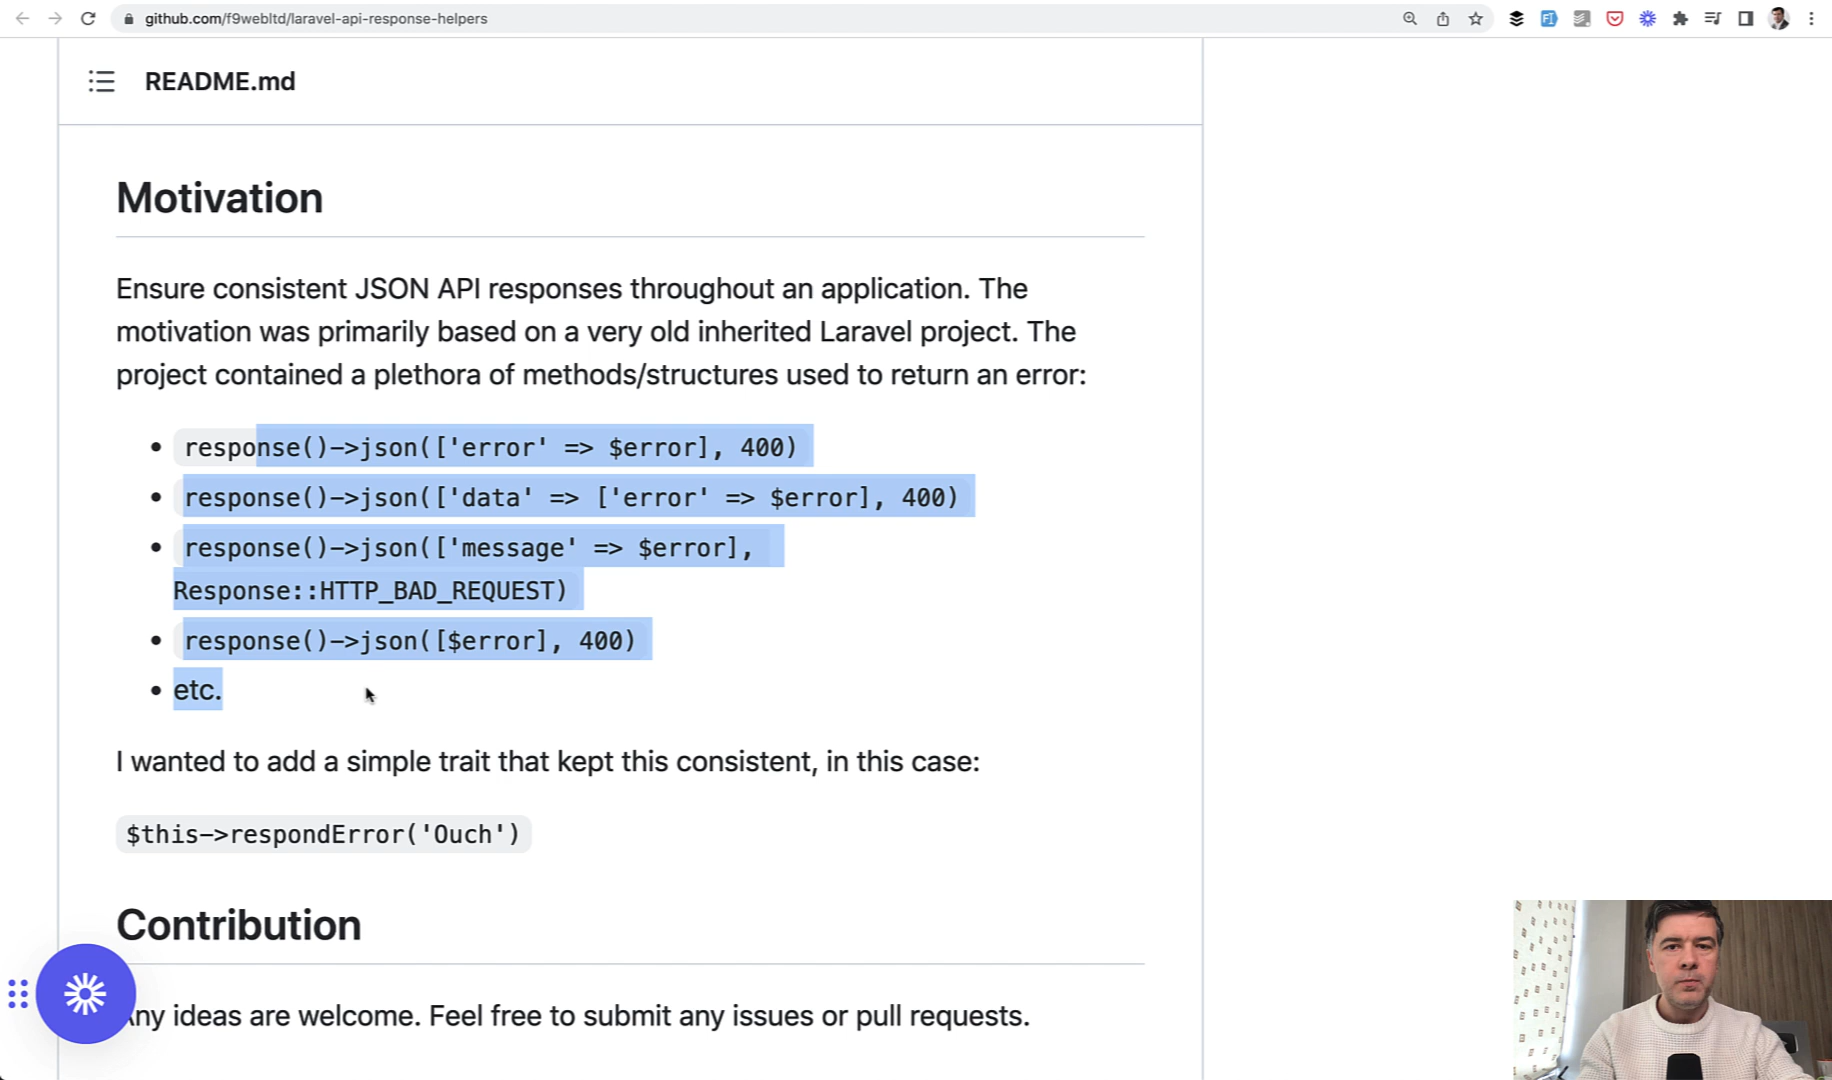 github.com/f9webltd/laravel-api-response-helpers
README.md
Motivation
Ensure consistent JSON API responses throughout an application. The
motivation was primarily based on a very old inherited Laravel project. The
project contained a plethora of methods/structures used to return an error:
• response()->json(['error' => $error], 400)
• response()->json(['data' => ['error' => $error], 400)
• response()->json(['message' => $error],
Response::HTTP_BAD_REQUEST)
• response()->json([$error], 400)
• etc.
I wanted to add a simple trait that kept this consistent, in this case:
$this->respondError('Ouch')
Contribution
Any ideas are welcome. Feel free to submit any issues or pull requests.